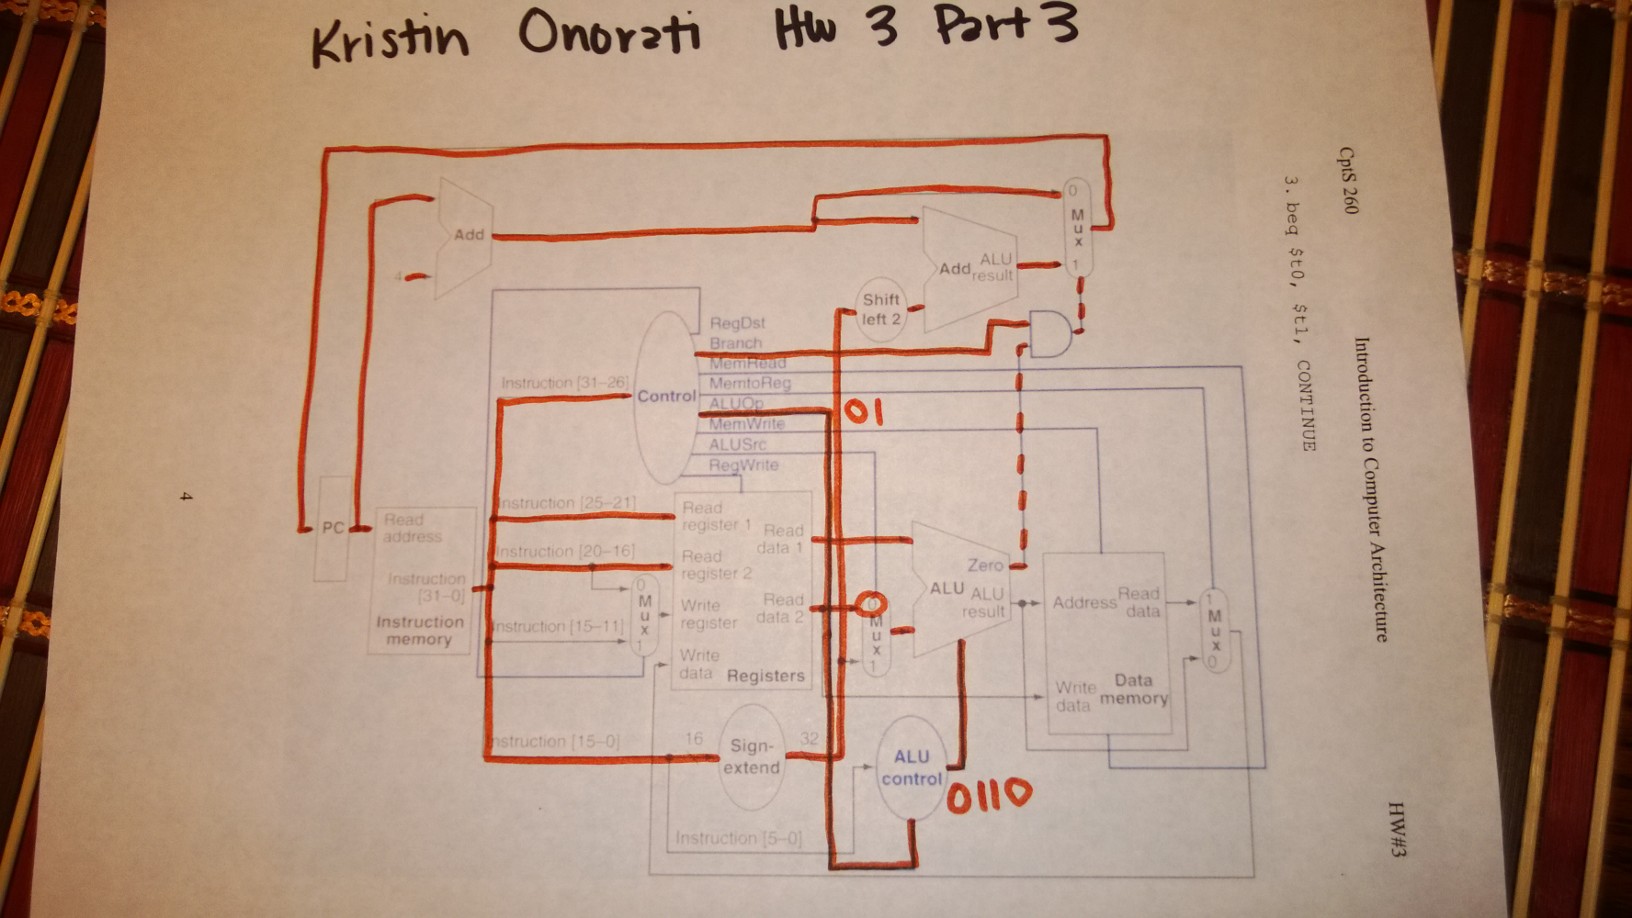 Kristin Onorati HW 3 Part 3
CptS 260 Introduction to Computer Architecture HW#3
3. beq $t0, $t1, CONTINUE
Add
4
0
M
u
x
1
Add ALU
result
Shift
left 2
RegDst
Branch
MemRead
MemtoReg
ALUOp
MemWrite
ALUSrc
RegWrite
Instruction [31–26]
Control
01
PC
Read
address
Instruction
[31–0]
Instruction
memory
Instruction [25–21]
Instruction [20–16]
Instruction [15–11]
Instruction [15–0]
0
M
u
x
1
Read
register 1
Read
register 2
Write
register
Write
data
Read
data 1
Read
data 2
Registers
0
M
u
x
1
Zero
ALU ALU
result
Address
Read
data
Write
data
Data
memory
1
M
u
x
0
16
Sign-
extend
32
ALU
control
0110
Instruction [5–0]
4